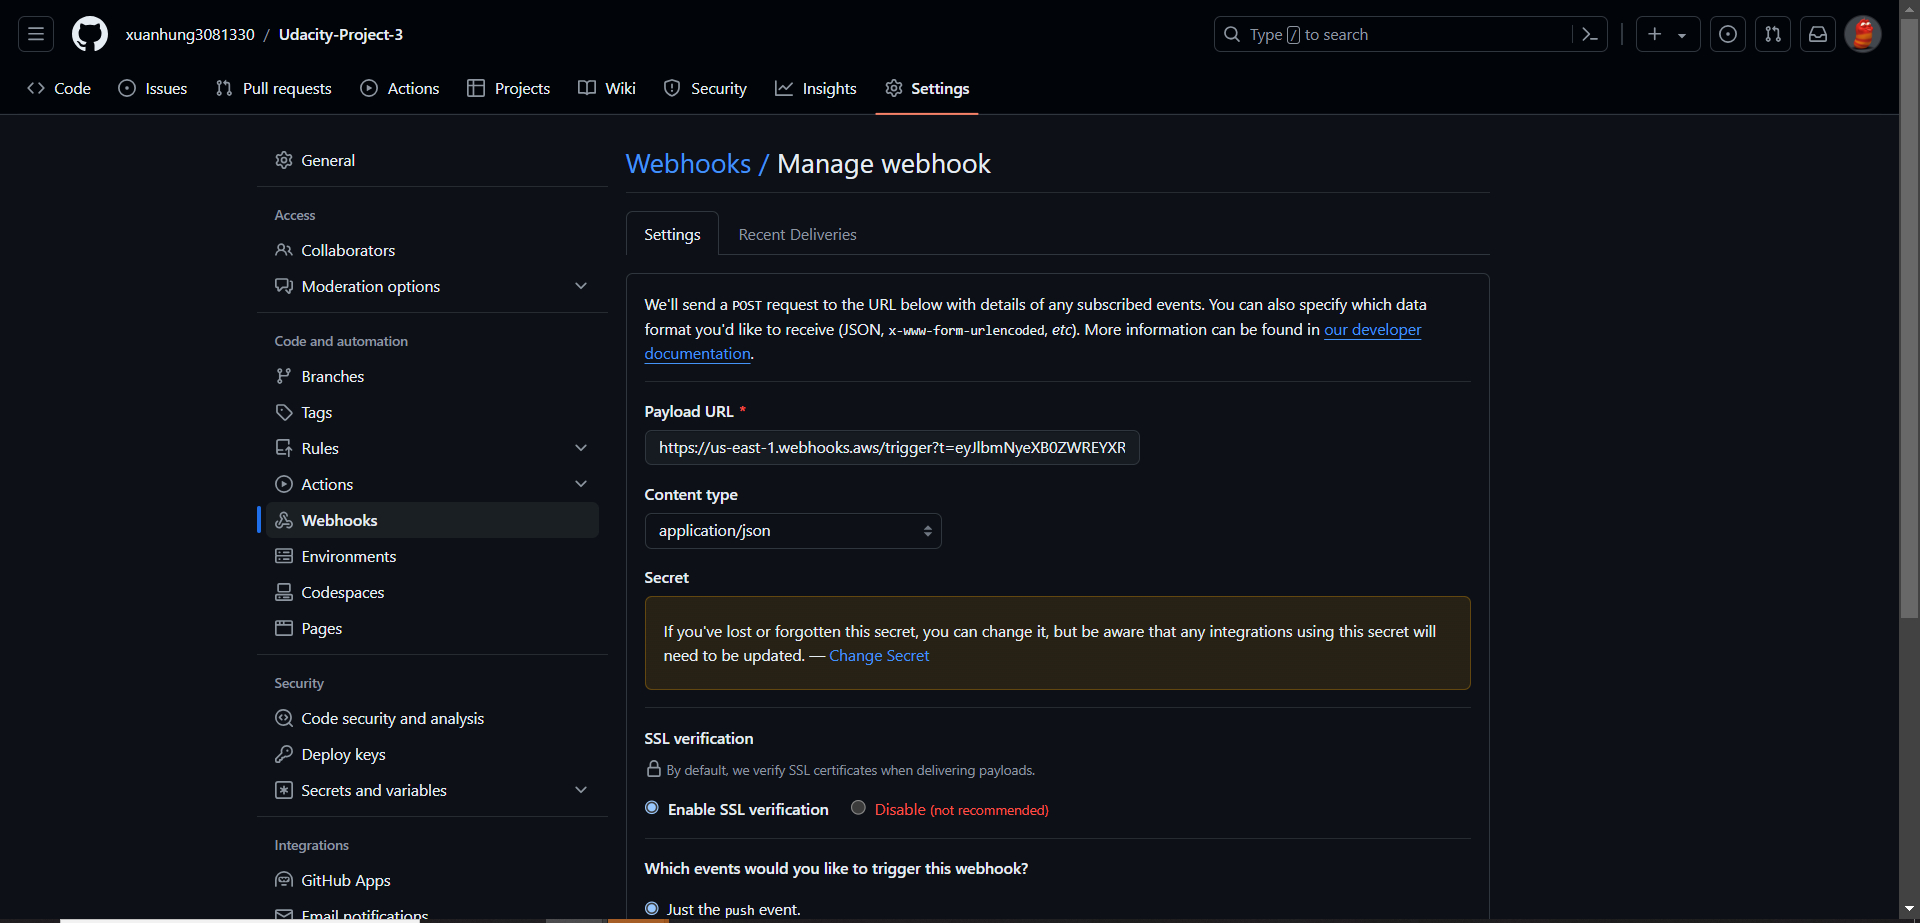 xuanhung3081330 / Udacity-Project-3
Type / to search
Code
Issues
Pull requests
Actions
Projects
Wiki
Security
Insights
Settings
General
Access
Collaborators
Moderation options
Code and automation
Branches
Tags
Rules
Actions
Webhooks
Environments
Codespaces
Pages
Security
Code security and analysis
Deploy keys
Secrets and variables
Integrations
GitHub Apps
Email notifications
Webhooks / Manage webhook
Settings
Recent Deliveries
We'll send a POST request to the URL below with details of any subscribed events. You can also specify which data
format you'd like to receive (JSON, x-www-form-urlencoded, etc). More information can be found in our developer
documentation.
Payload URL *
https://us-east-1.webhooks.aws/trigger?t=eyJlbmNyeXB0ZWREYXR
Content type
application/json
Secret
If you've lost or forgotten this secret, you can change it, but be aware that any integrations using this secret will
need to be updated. — Change Secret
SSL verification
By default, we verify SSL certificates when delivering payloads.
Enable SSL verification
Disable (not recommended)
Which events would you like to trigger this webhook?
Just the push event.